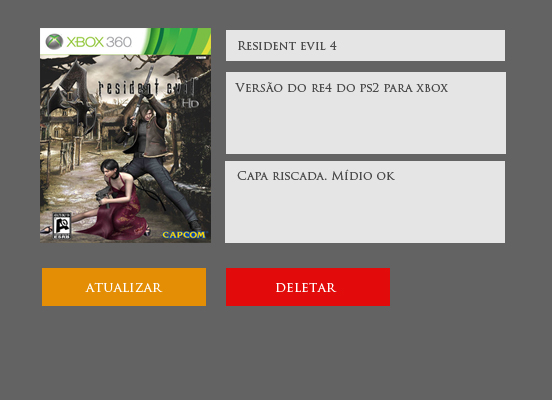 XBOX 360
resident evil
HD
CAPCOM
Resident evil 4
Versão do re4 do ps2 para xbox
Capa riscada. Mídio ok
ATUALIZAR
DELETAR